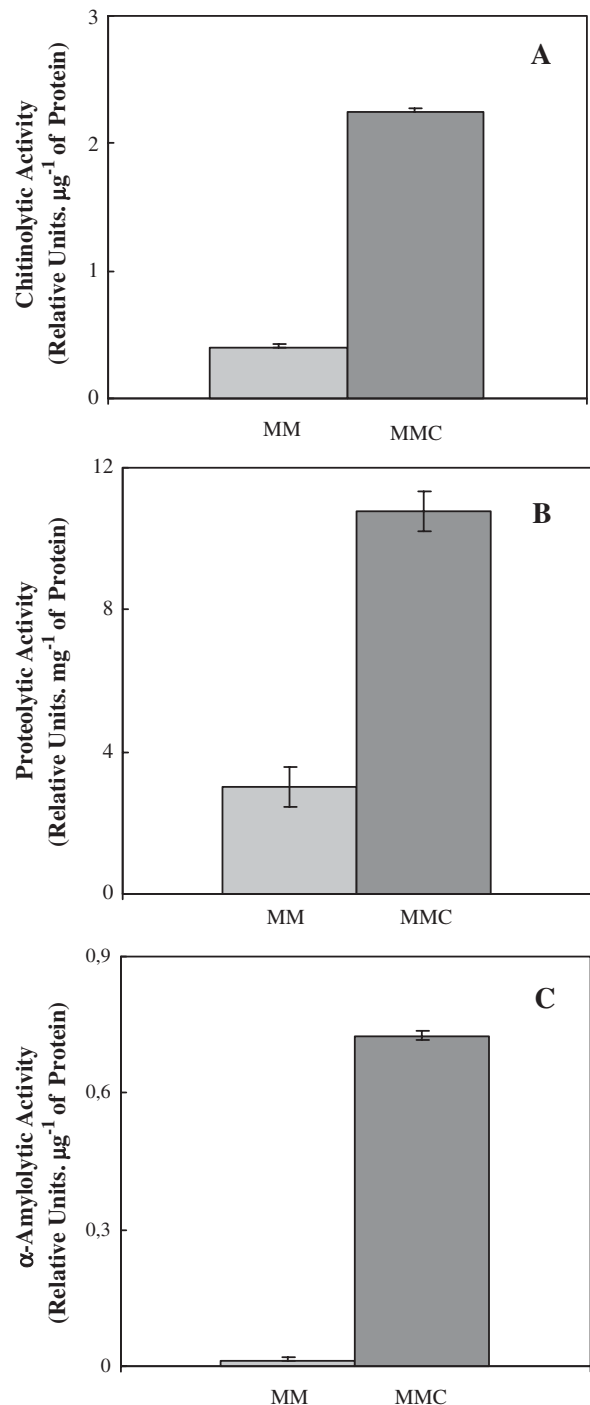 Chitinolytic Activity
(Relative Units. µg⁻¹ of Protein)
3
2
1
0
A
MM
MMC
Proteolytic Activity
(Relative Units. mg⁻¹ of Protein)
12
8
4
0
B
MM
MMC
α-Amylolytic Activity
(Relative Units. µg⁻¹ of Protein)
0,9
0,6
0,3
0
C
MM
MMC